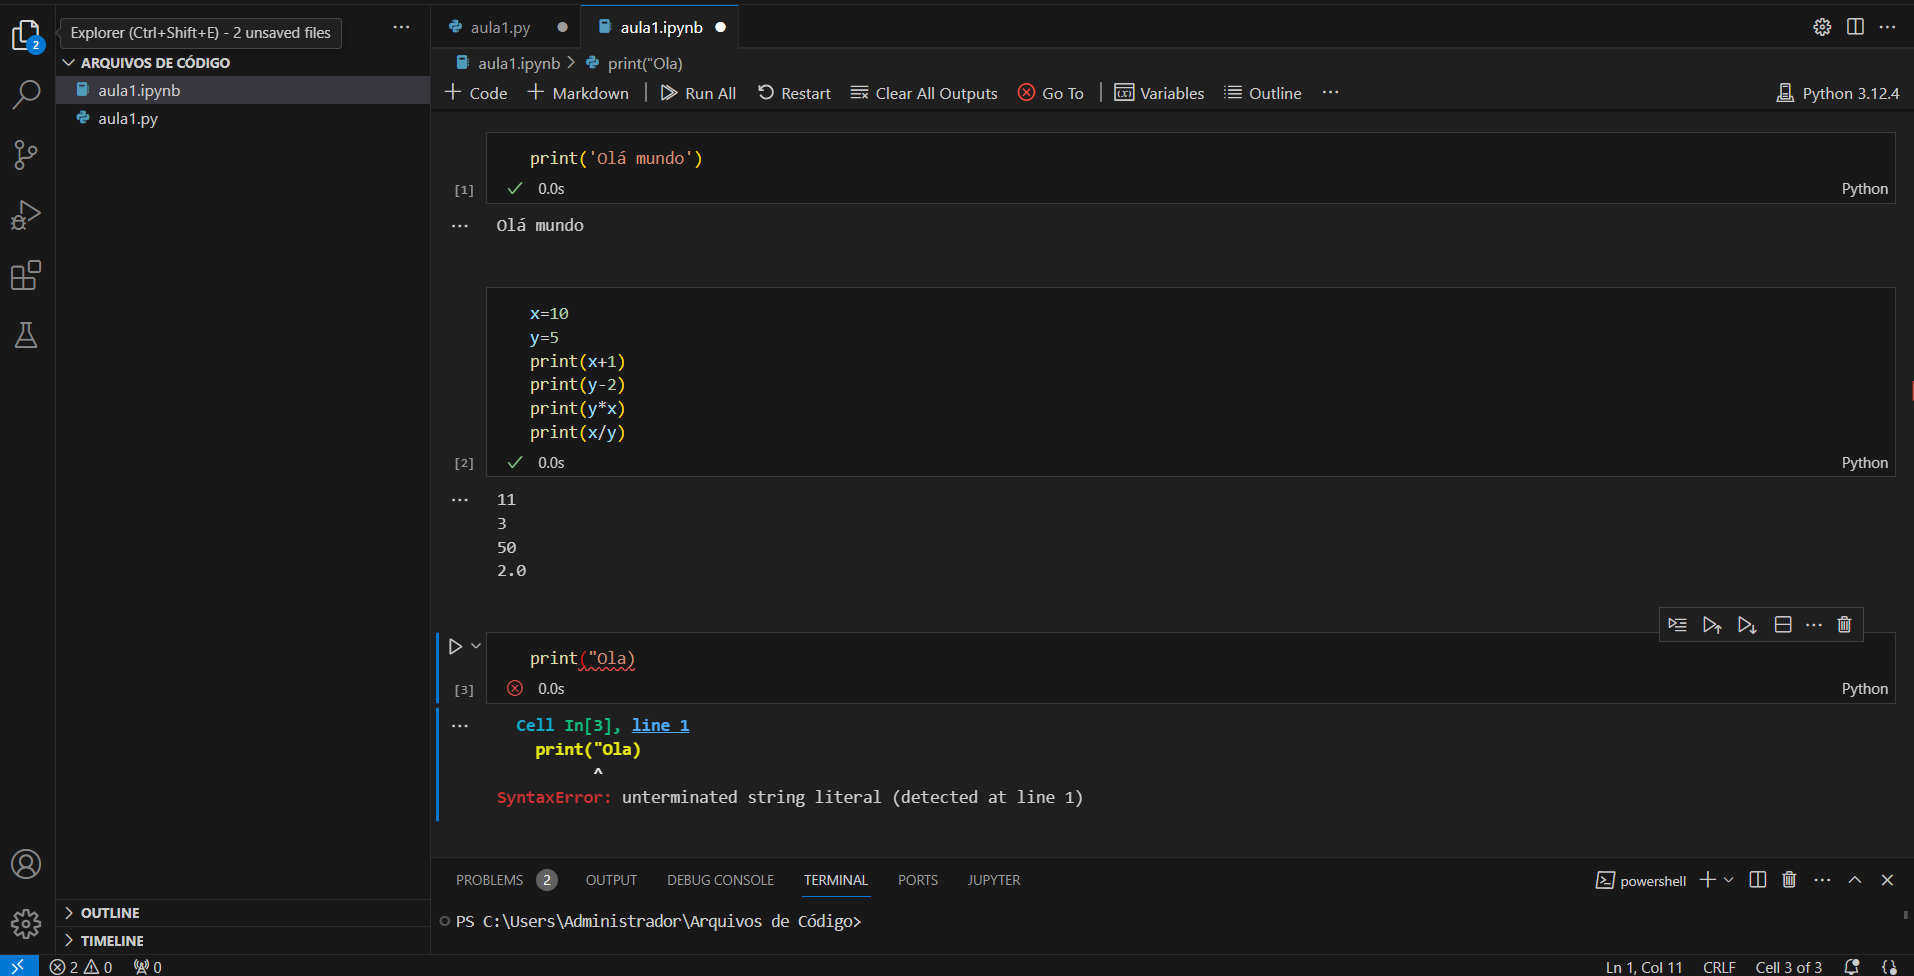 Explorer (Ctrl+Shift+E) - 2 unsaved files
2
ARQUIVOS DE CÓDIGO
aula1.ipynb
aula1.py
aula1.py
aula1.ipynb
aula1.ipynb > print("Ola)
Code
Markdown
Run All
Restart
Clear All Outputs
Go To
Variables
Outline
Python 3.12.4
print('Olá mundo')
[1] 0.0s Python
Olá mundo
x=10
y=5
print(x+1)
print(y-2)
print(y*x)
print(x/y)
[2] 0.0s Python
11
3
50
2.0
print("Ola)
[3] 0.0s Python
Cell In[3], line 1
print("Ola)
^
SyntaxError: unterminated string literal (detected at line 1)
PROBLEMS 2 OUTPUT DEBUG CONSOLE TERMINAL PORTS JUPYTER
powershell
PS C:\Users\Administrador\Arquivos de Código>
OUTLINE
TIMELINE
2 0 0
Ln 1, Col 11 CRLF Cell 3 of 3